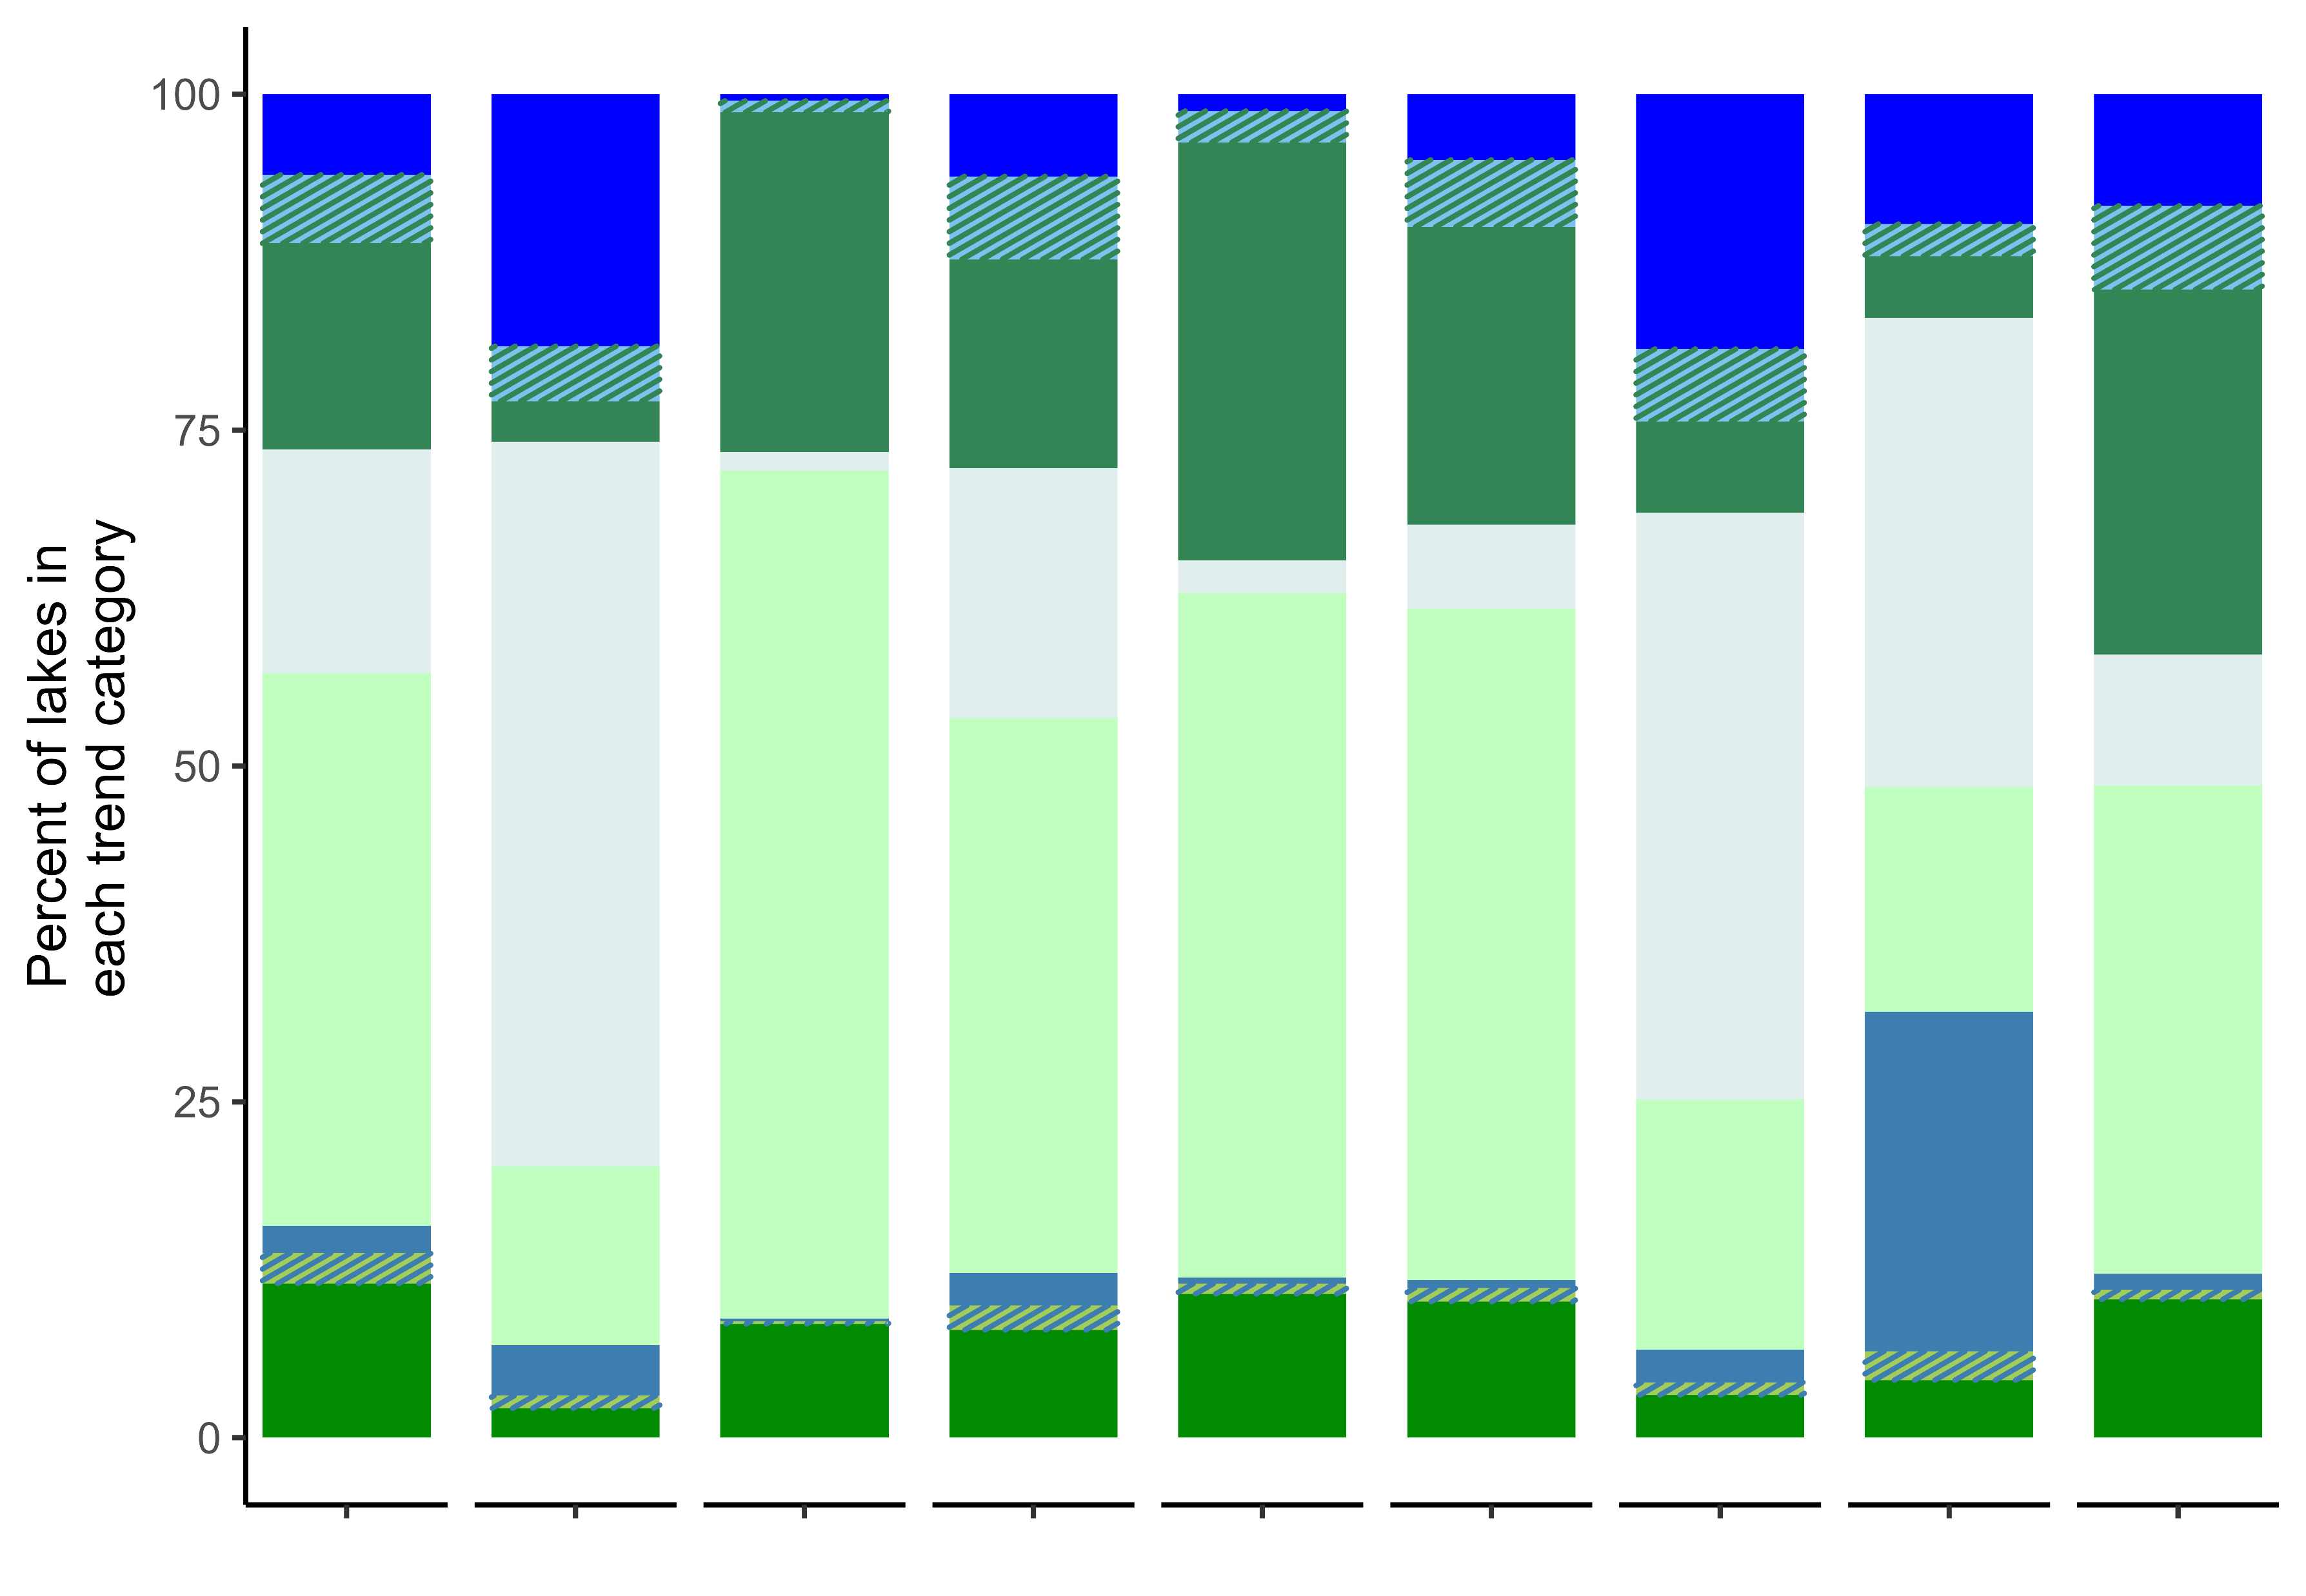 Percent of lakes in
each trend category
100
75
50
25
0